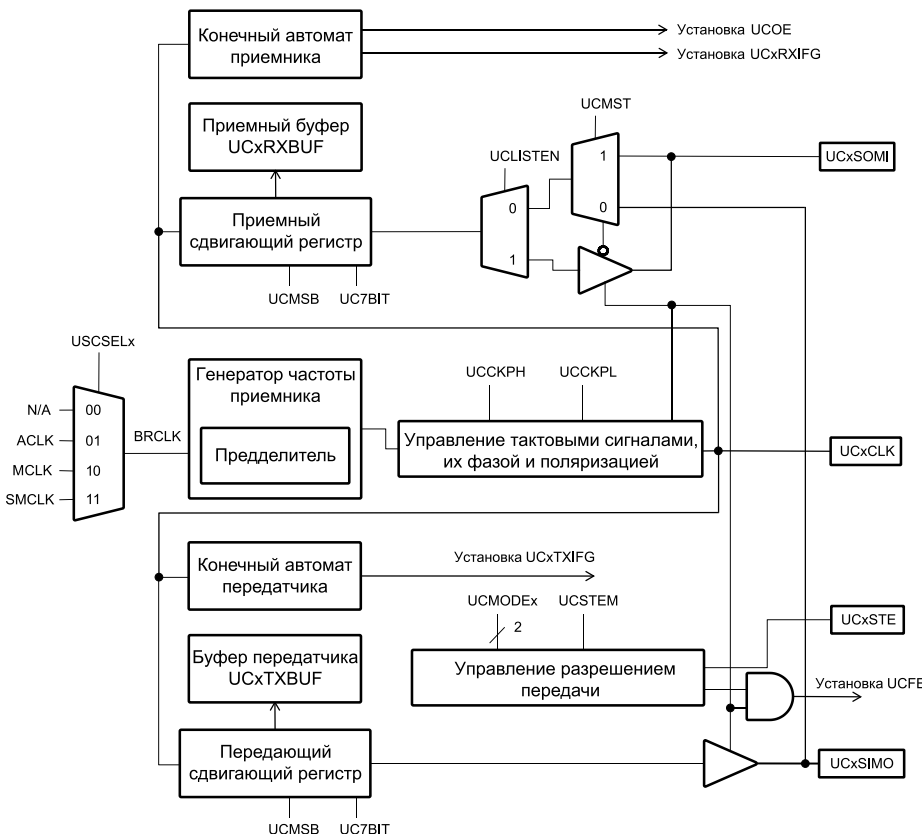 Конечный автомат
приемника
Установка UCOE
Установка UCxRXIFG
Приемный буфер
UCxRXBUF
UCMST
UCLISTEN
1
0
UCxSOMI
Приемный
сдвигающий регистр
0
1
UCMSB
UC7BIT
USCSELx
Генератор частоты
приемника
Предделитель
UCCKPH
UCCKPL
N/A
00
ACLK
01
MCLK
10
SMCLK
11
BRCLK
Управление тактовыми сигналами,
их фазой и поляризацией
UCxCLK
Конечный автомат
передатчика
Установка UCxTXIFG
UCMODEx
2
UCSTEM
UCxSTE
Буфер передатчика
UCxTXBUF
Управление разрешением
передачи
Установка UCFE
Передающий
сдвигающий регистр
UCxSIMO
UCMSB
UC7BIT